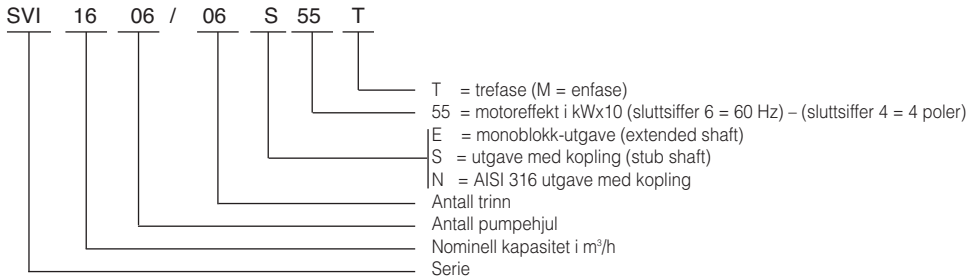 SVI 16 06 / 06 S 55 T
T = trefase (M = enfase)
55 = motoreffekt i kWx10 (sluttsiffer 6 = 60 Hz) – (sluttsiffer 4 = 4 poler)
E = monoblokk-utgave (extended shaft)
S = utgave med kopling (stub shaft)
N = AISI 316 utgave med kopling
Antall trinn
Antall pumpehjul
Nominell kapasitet i m³/h
Serie